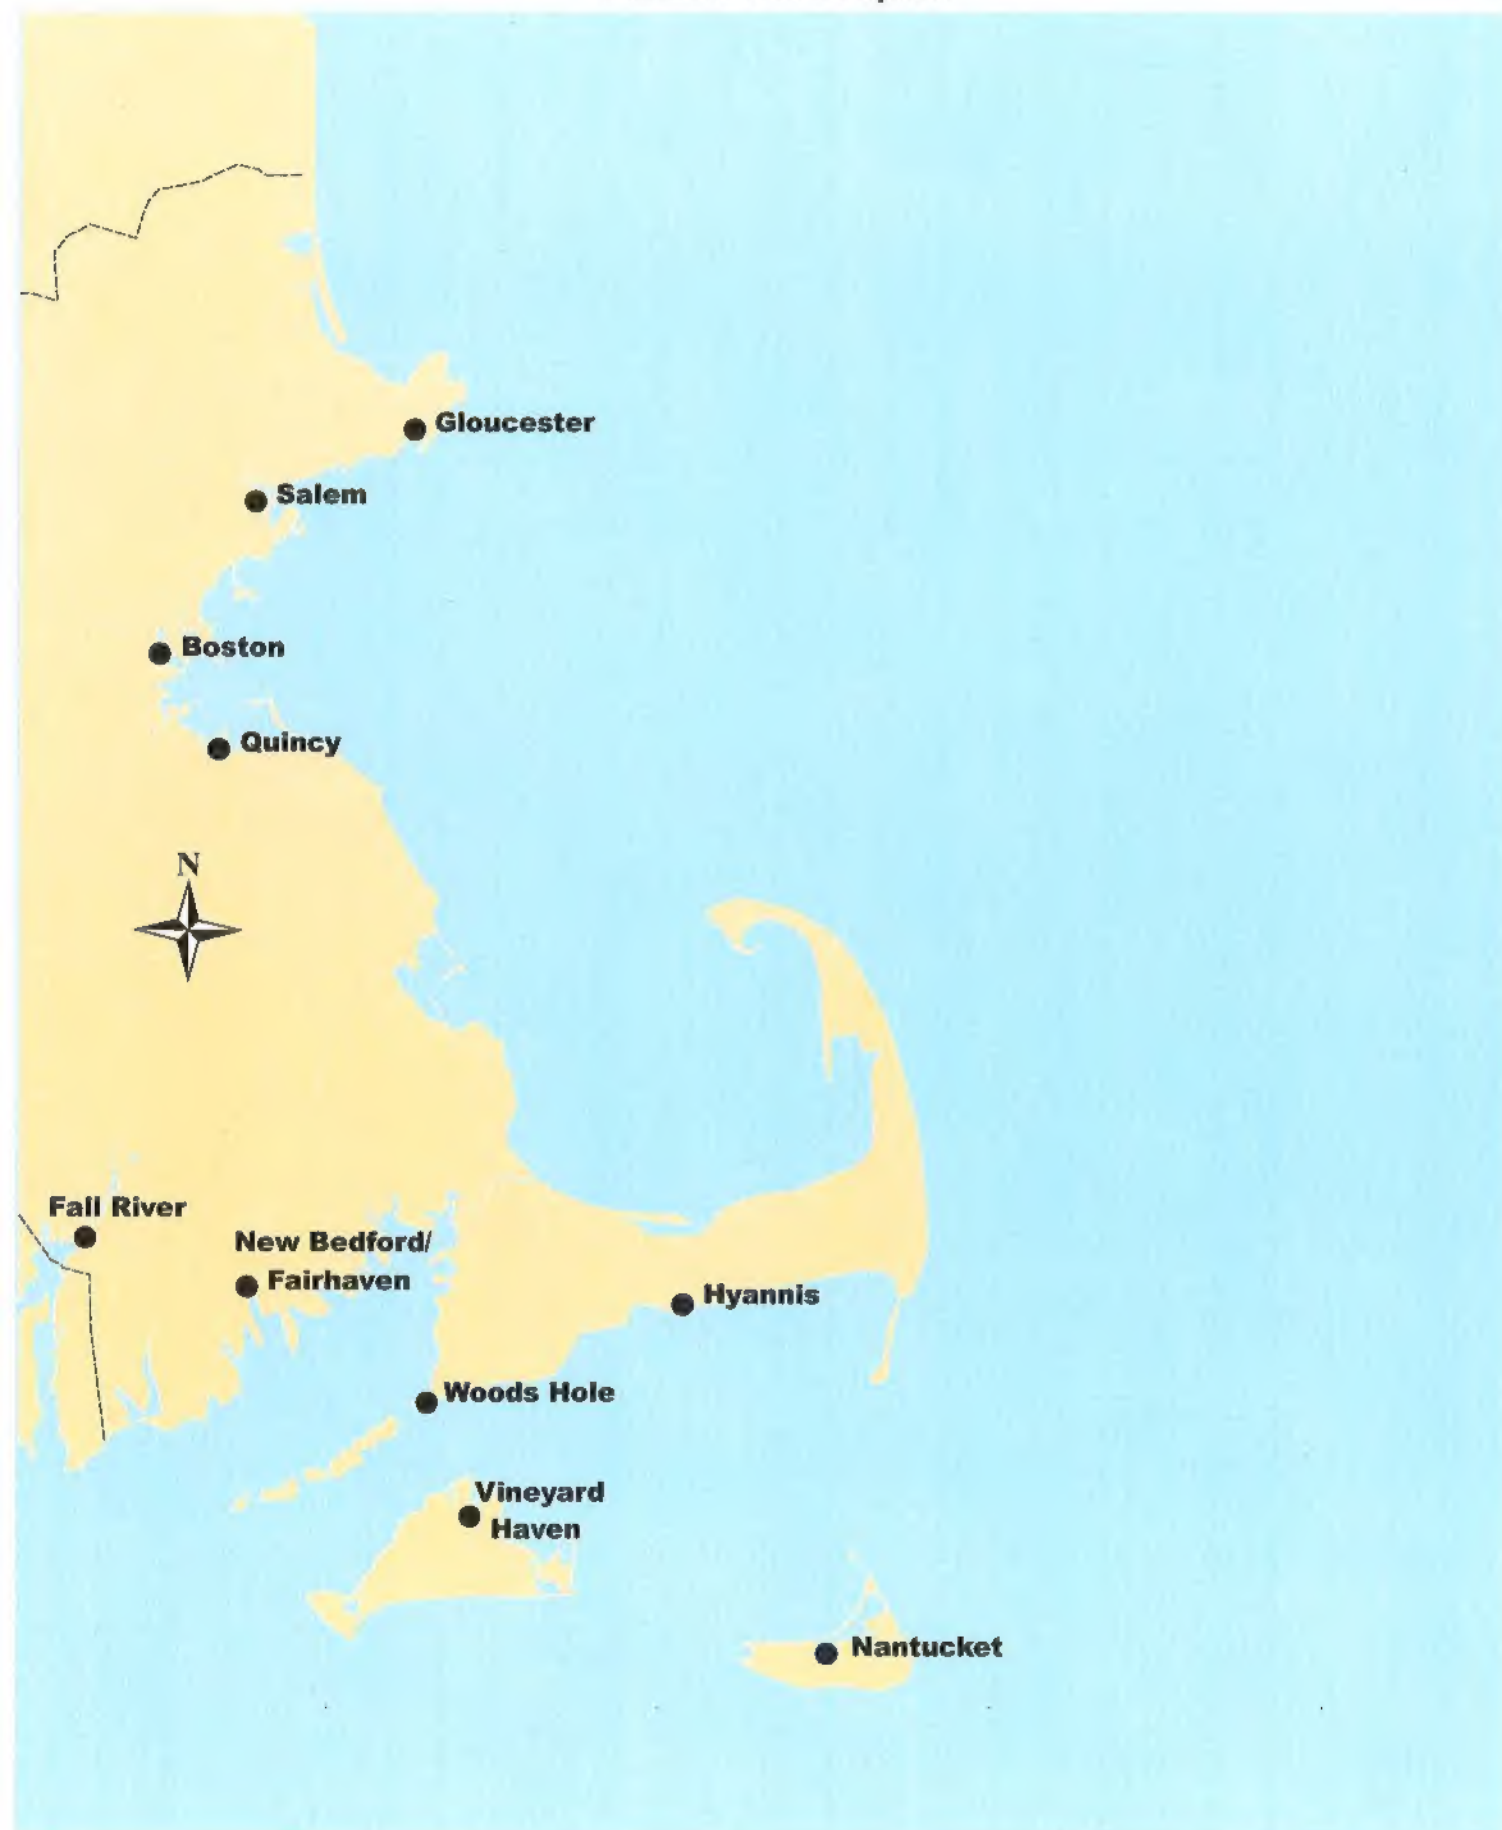 Gloucester
Salem
Boston
Quincy
N
Fall River
New Bedford/
Fairhaven
Hyannis
Woods Hole
Vineyard
Haven
Nantucket